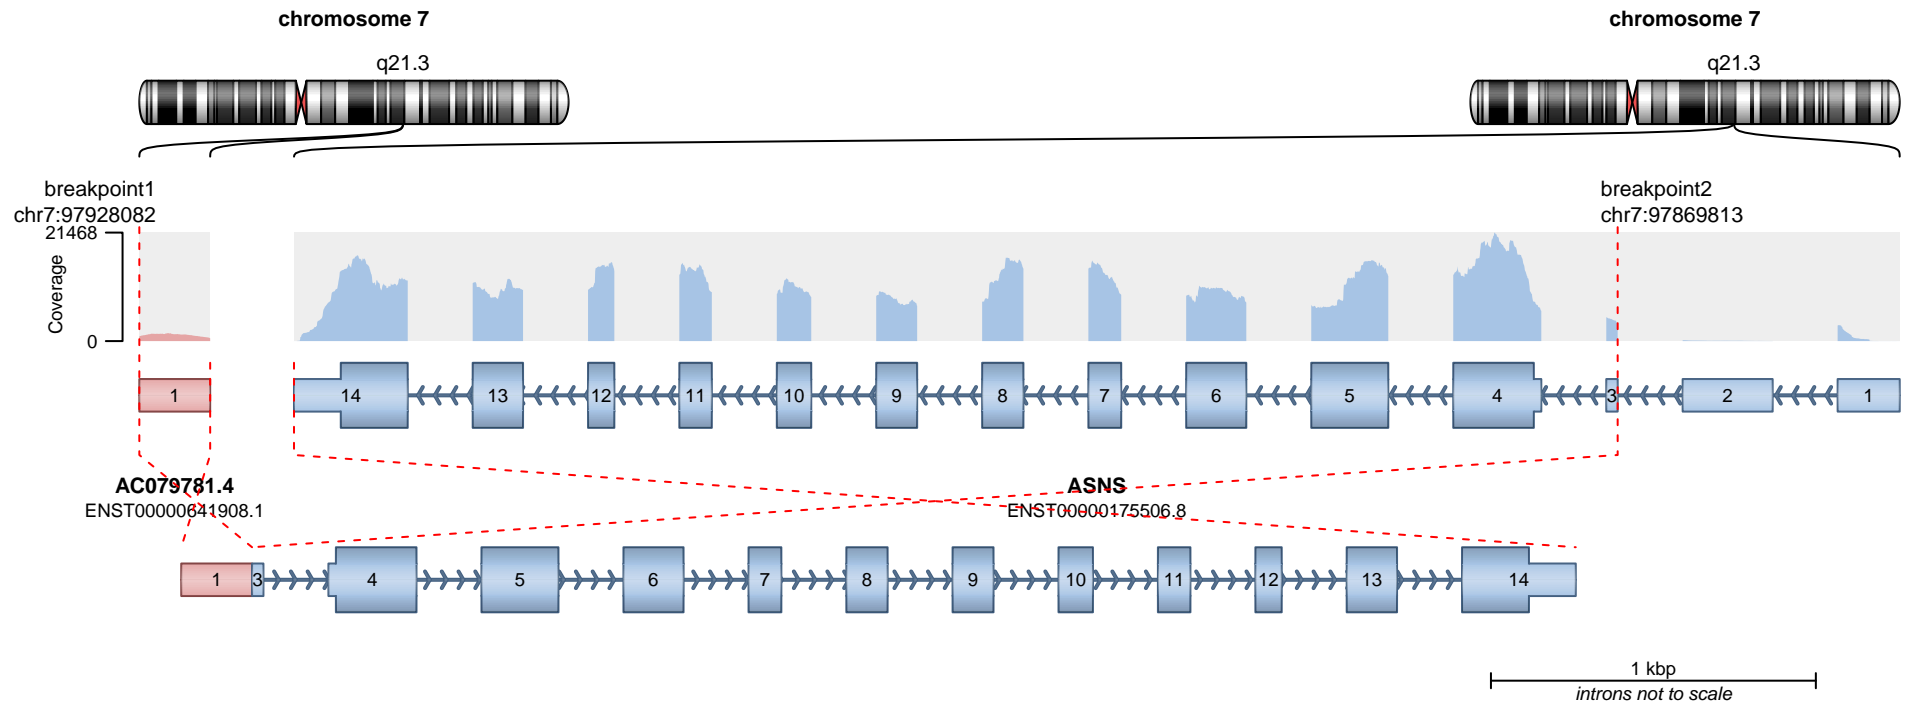 chromosome 7
chromosome 7
q21.3
q21.3
breakpoint1
chr7:97928082
breakpoint2
chr7:97869813
21468
Coverage
0
1
14
13
12
11
10
9
8
7
6
5
4
3
2
1
AC079781.4
ENST00000641908.1
ASNS
ENST00000175506.8
1
3
4
5
6
7
8
9
10
11
12
13
14
1 kbp
introns not to scale